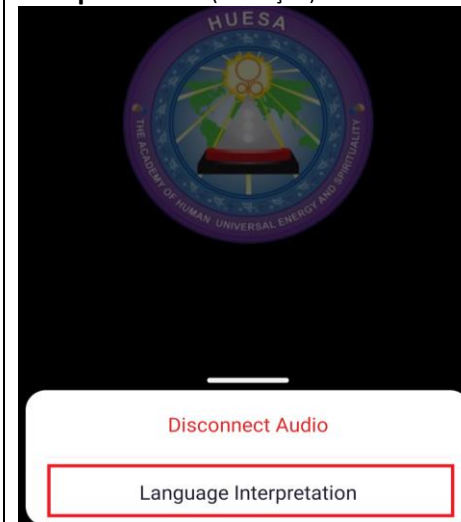 HUESA
THE ACADEMY OF HUMAN UNIVERSAL ENERGY AND SPIRITUALITY
Disconnect Audio
Language Interpretation